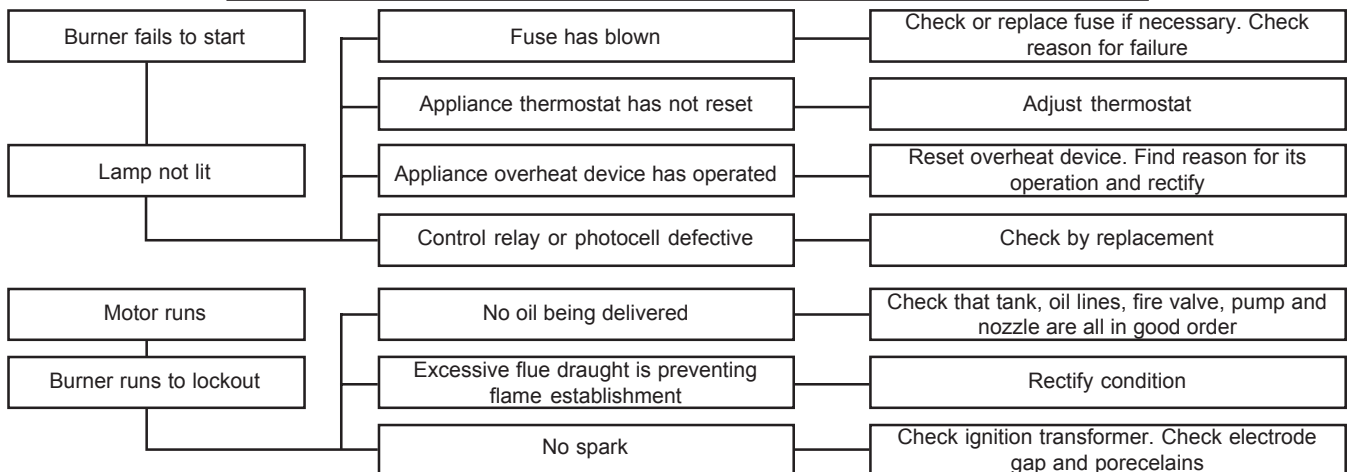 Burner fails to start
Fuse has blown
Check or replace fuse if necessary. Check
reason for failure
Appliance thermostat has not reset
Adjust thermostat
Lamp not lit
Appliance overheat device has operated
Reset overheat device. Find reason for its
operation and rectify
Control relay or photocell defective
Check by replacement
Motor runs
No oil being delivered
Check that tank, oil lines, fire valve, pump and
nozzle are all in good order
Burner runs to lockout
Excessive flue draught is preventing
flame establishment
Rectify condition
No spark
Check ignition transformer. Check electrode
gap and porecelains